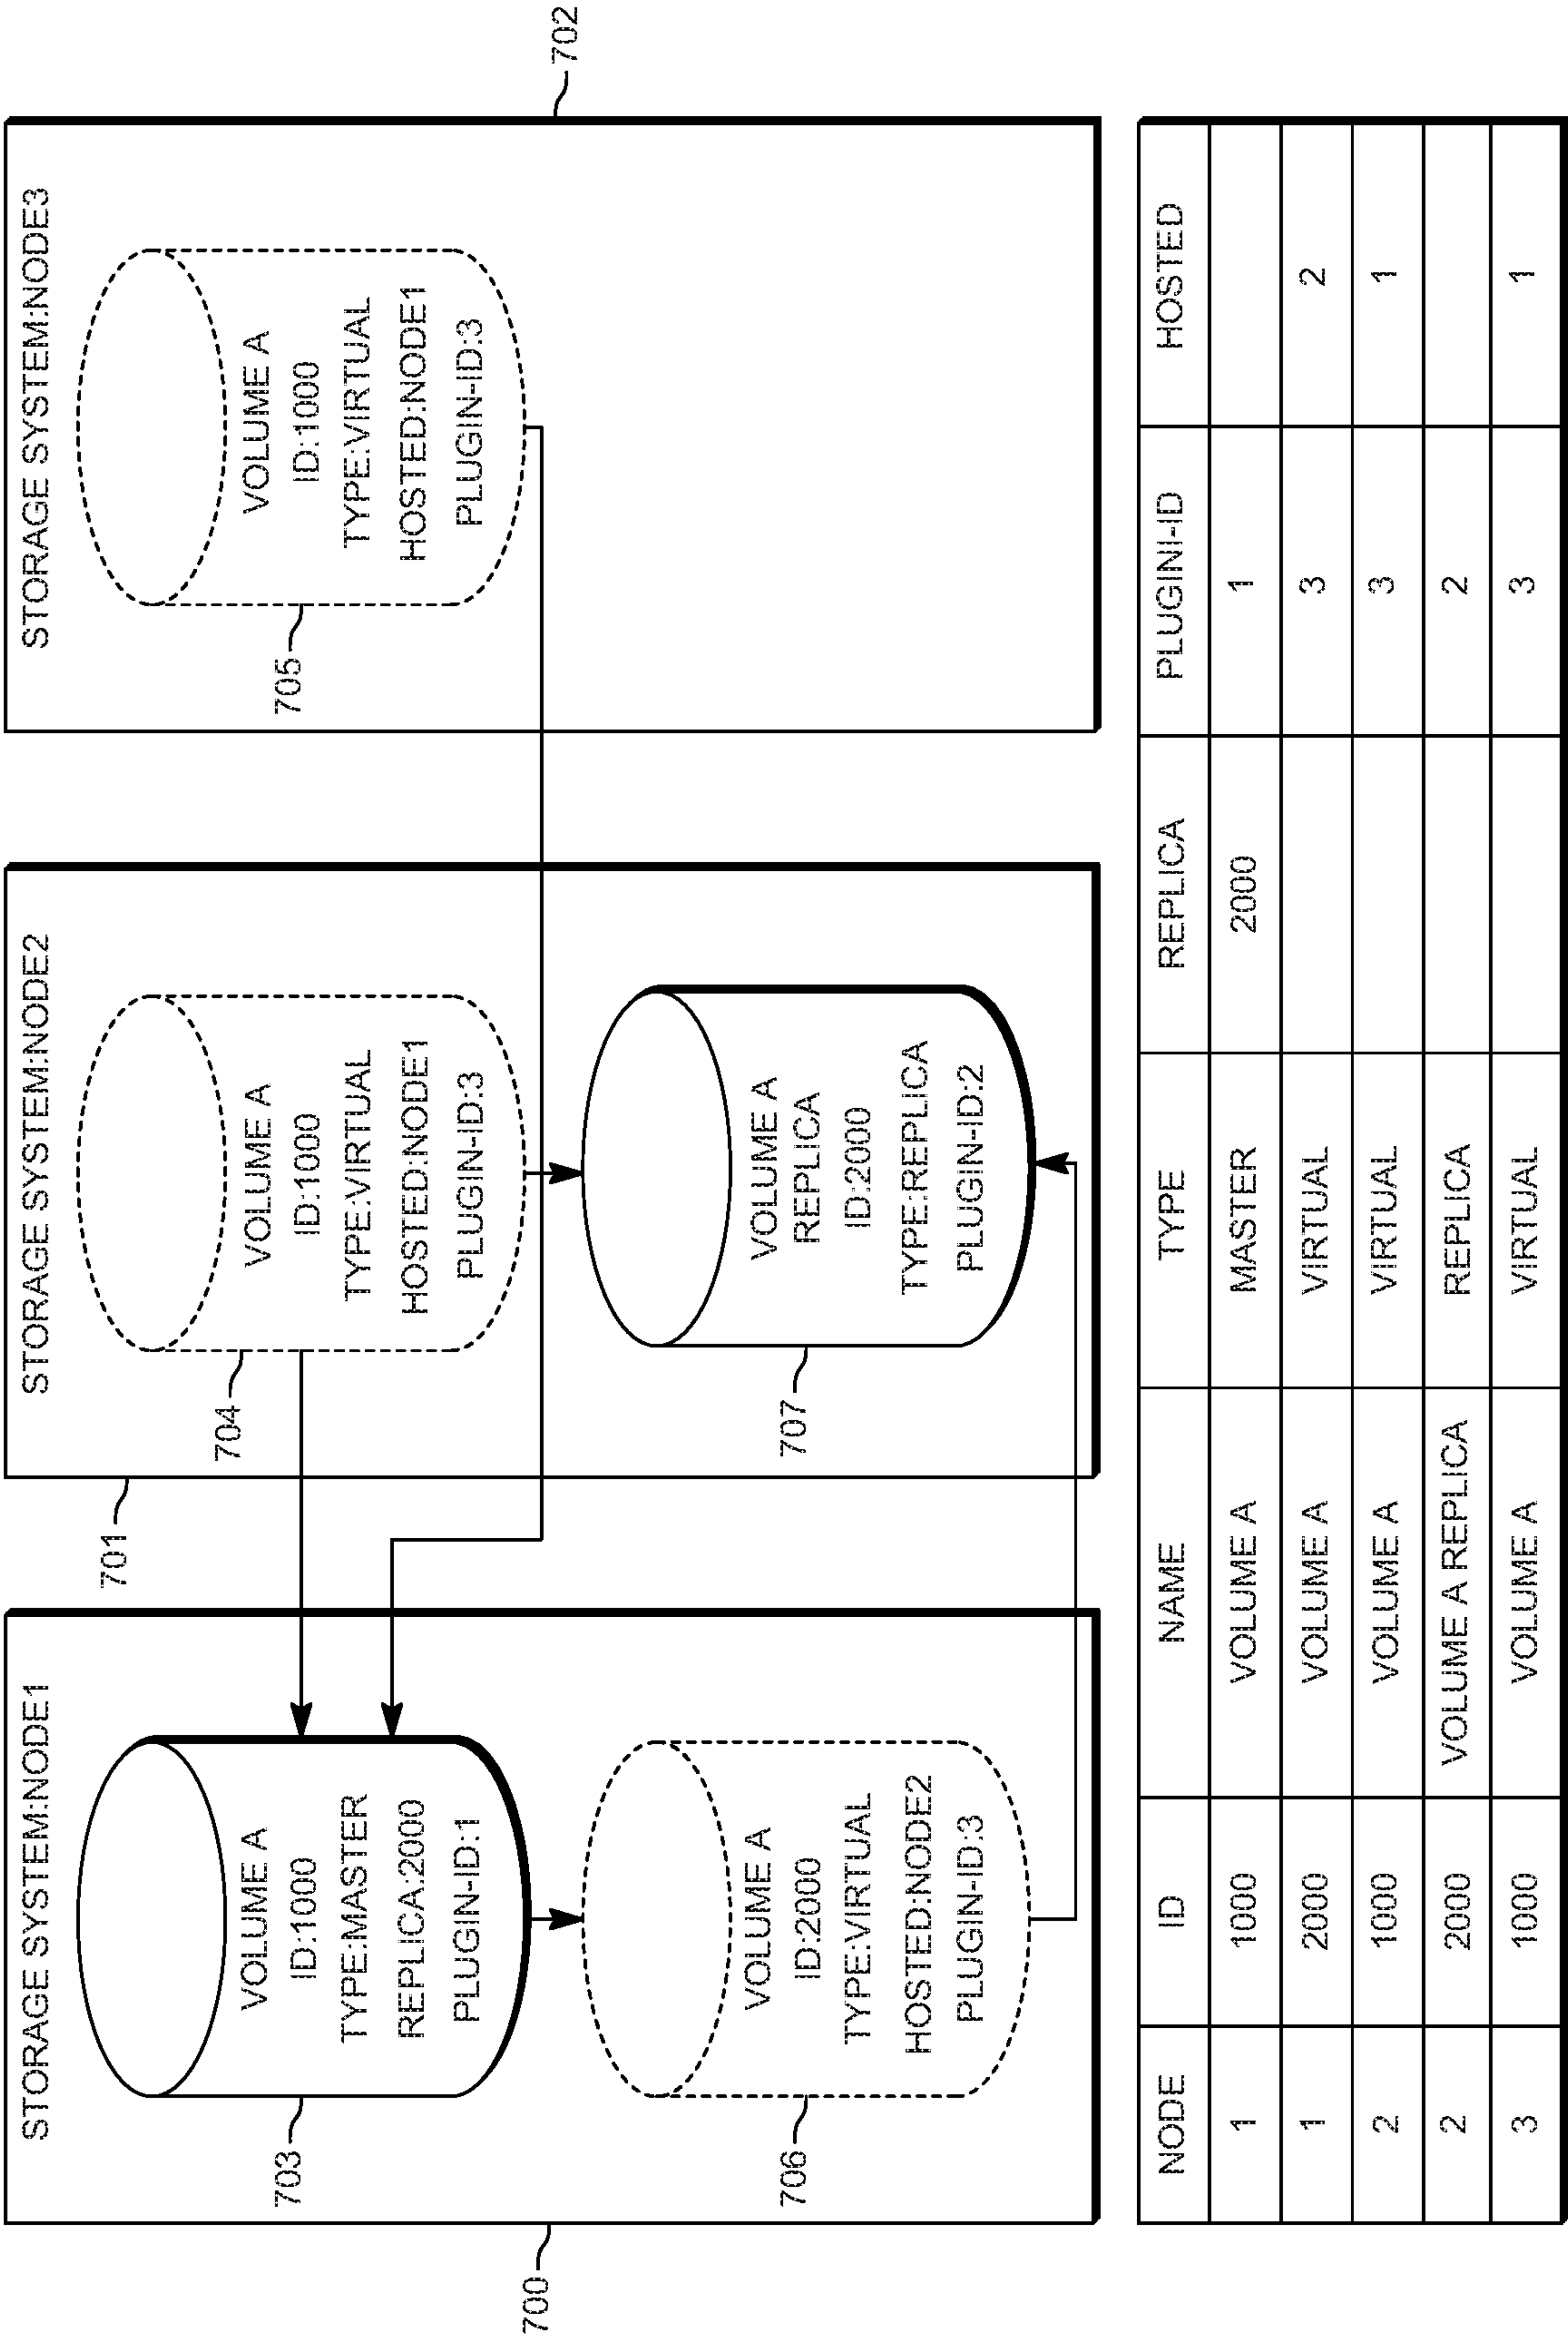 STORAGE SYSTEM:NODE1
VOLUME A
ID:1000
TYPE:MASTER
REPLICA:2000
PLUGIN-ID:1
703
VOLUME A
ID:2000
TYPE:VIRTUAL
HOSTED:NODE2
PLUGIN-ID:3
706
700
STORAGE SYSTEM:NODE2
701
VOLUME A
ID:1000
TYPE:VIRTUAL
HOSTED:NODE1
PLUGIN-ID:3
704
VOLUME A
REPLICA
ID:2000
TYPE:REPLICA
PLUGIN-ID:2
707
STORAGE SYSTEM:NODE3
VOLUME A
ID:1000
TYPE:VIRTUAL
HOSTED:NODE1
PLUGIN-ID:3
705
702
NODE ID NAME TYPE REPLICA PLUGINI-ID HOSTED
1 1000 VOLUME A MASTER 2000 1
1 2000 VOLUME A VIRTUAL 3 2
2 1000 VOLUME A VIRTUAL 3 1
2 2000 VOLUME A REPLICA REPLICA 2
3 1000 VOLUME A VIRTUAL 3 1